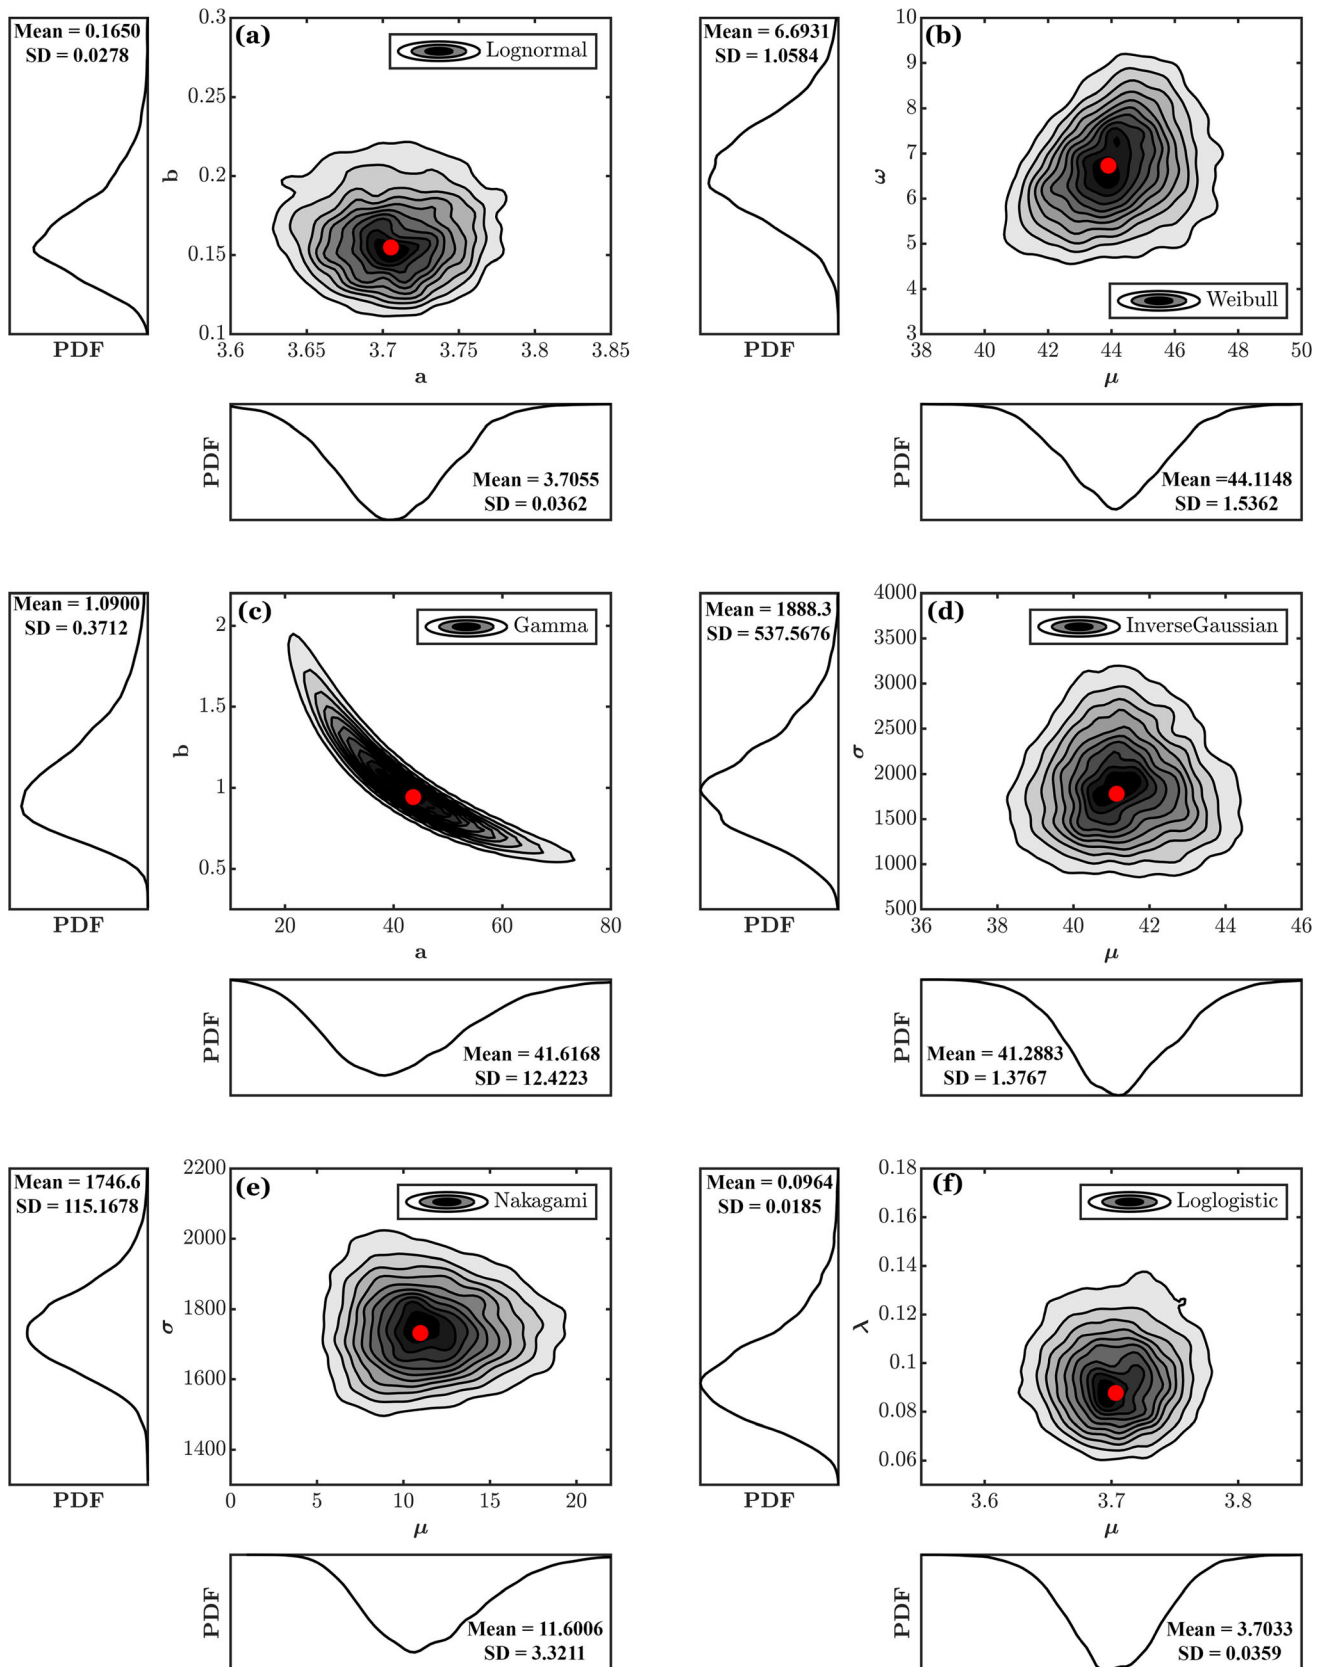 Mean = 0.1650
SD = 0.0278
PDF
(a)
Lognormal
0.3
0.25
0.2
0.15
0.1
b
3.6 3.65 3.7 3.75 3.8 3.85
a
PDF
Mean = 3.7055
SD = 0.0362
Mean = 6.6931
SD = 1.0584
PDF
(b)
10
9
8
7
6
5
4
3
ω
Weibull
38 40 42 44 46 48 50
μ
PDF
Mean =44.1148
SD = 1.5362
Mean = 1.0900
SD = 0.3712
PDF
(c)
Gamma
2
1.5
1
0.5
b
20 40 60 80
a
PDF
Mean = 41.6168
SD = 12.4223
Mean = 1888.3
SD = 537.5676
PDF
(d)
InverseGaussian
4000
3500
3000
2500
2000
1500
1000
500
σ
36 38 40 42 44 46
μ
PDF
Mean = 41.2883
SD = 1.3767
Mean = 1746.6
SD = 115.1678
PDF
(e)
Nakagami
2200
2000
1800
1600
1400
σ
0 5 10 15 20
μ
PDF
Mean = 11.6006
SD = 3.3211
Mean = 0.0964
SD = 0.0185
PDF
(f)
Loglogistic
0.18
0.16
0.14
0.12
0.1
0.08
0.06
λ
3.6 3.7 3.8
μ
PDF
Mean = 3.7033
SD = 0.0359